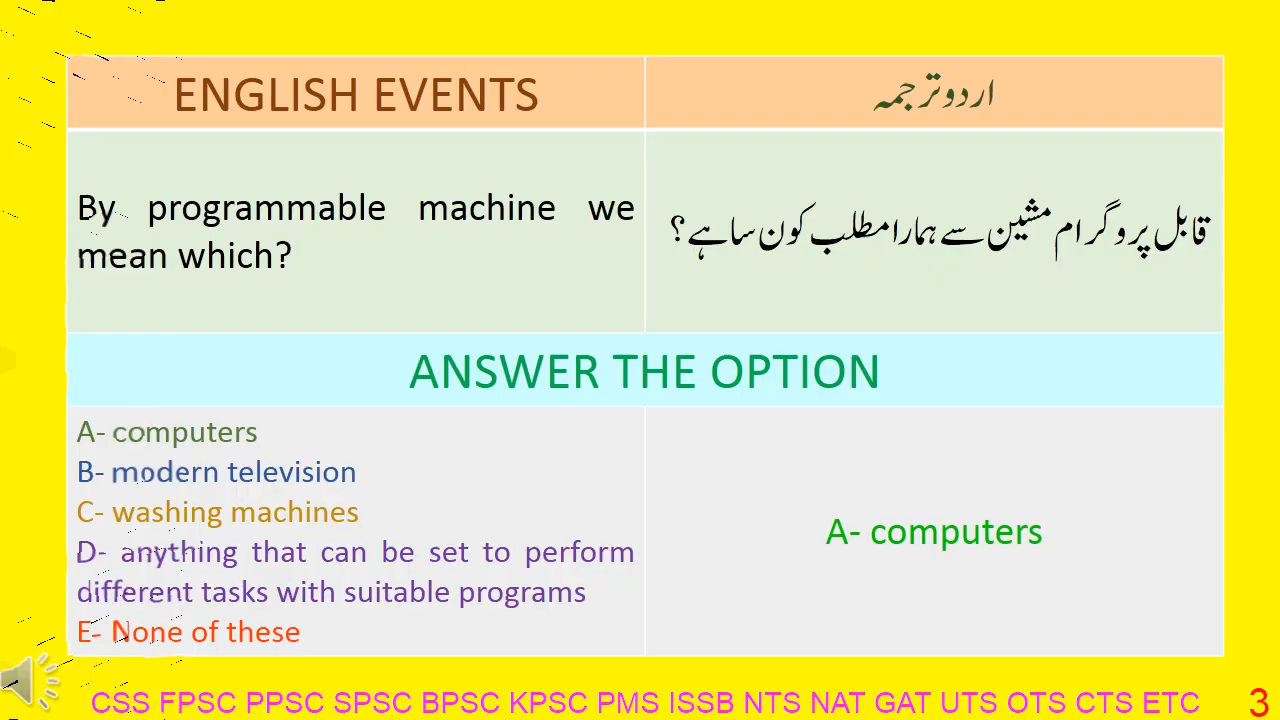 ENGLISH EVENTS
اردو ترجمہ
By programmable machine we
mean which?
قابل پروگرام مشین سے ہمارا مطلب کون سا ہے؟
ANSWER THE OPTION
A- computers
B- modern television
C- washing machines
D- anything that can be set to perform
different tasks with suitable programs
E- None of these
A- computers
CSS FPSC PPSC SPSC BPSC KPSC PMS ISSB NTS NAT GAT UTS OTS CTS ETC
3